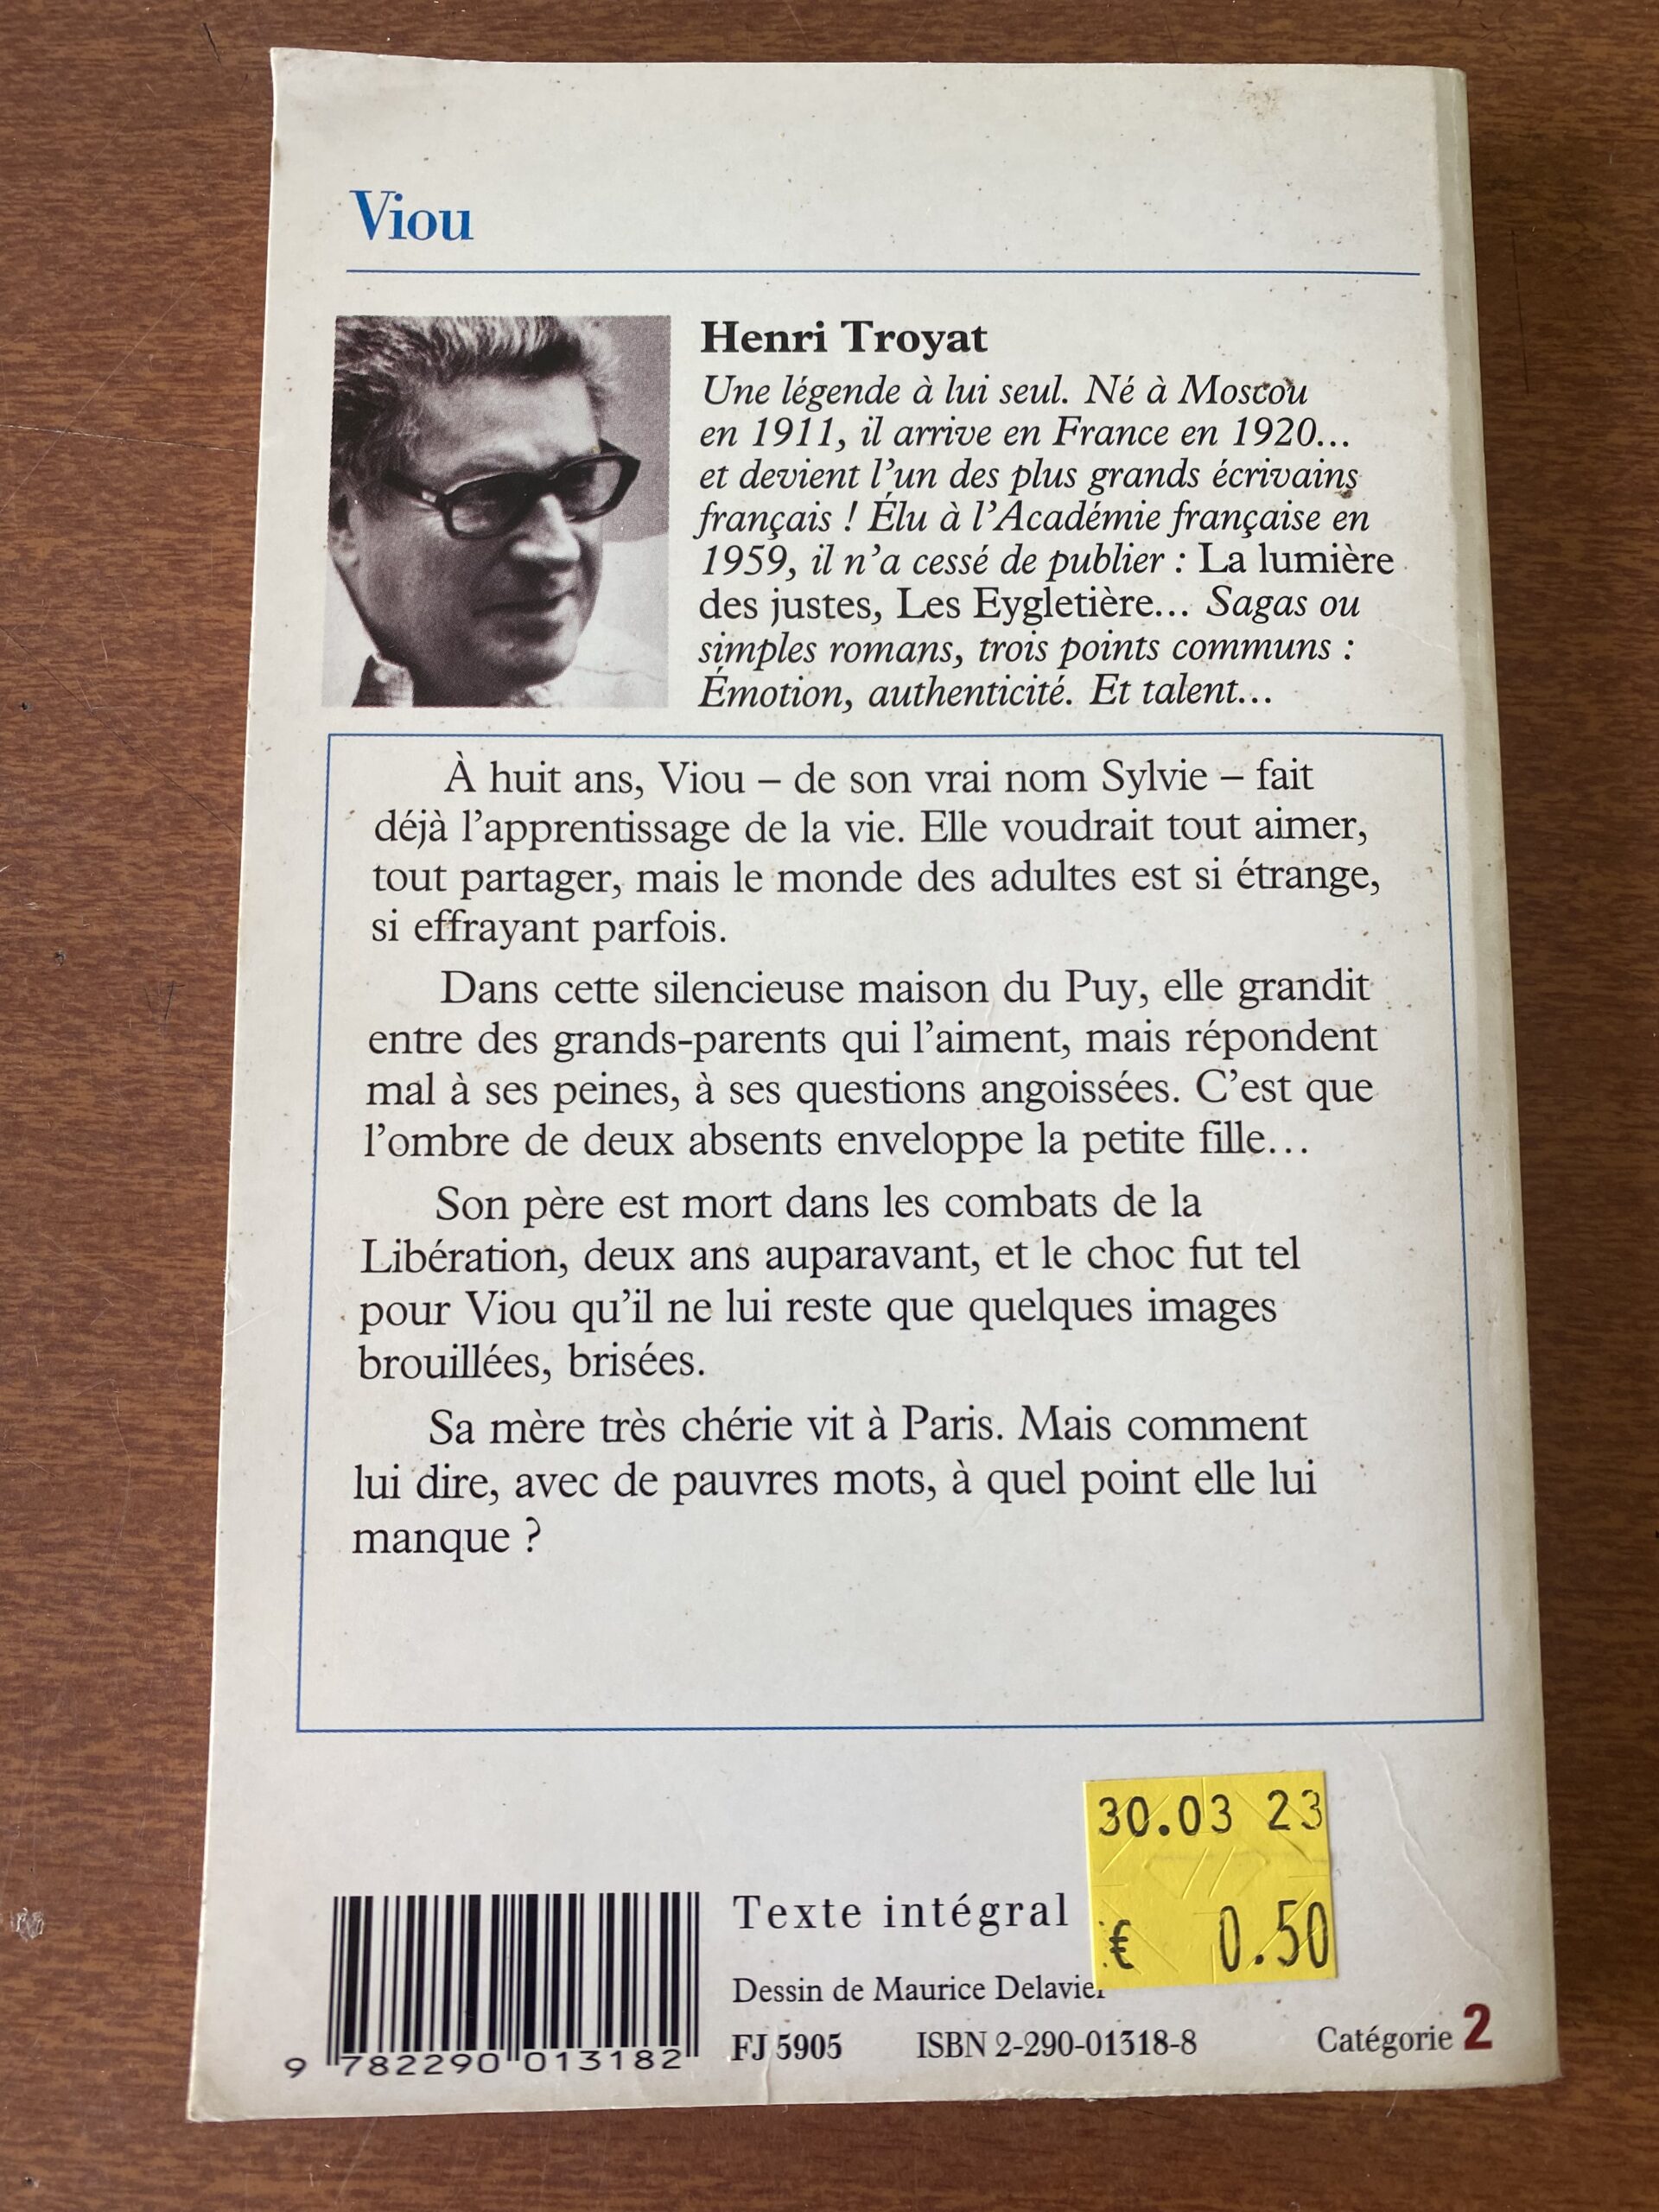 Viou
Henri Troyat
Une légende à lui seul. Né à Moscou
en 1911, il arrive en France en 1920...
et devient l'un des plus grands écrivains
français ! Élu à l'Académie française en
1959, il n'a cessé de publier : La lumière
des justes, Les Eygletière... Sagas ou
simples romans, trois points communs :
Émotion, authenticité. Et talent...
À huit ans, Viou – de son vrai nom Sylvie – fait
déjà l'apprentissage de la vie. Elle voudrait tout aimer,
tout partager, mais le monde des adultes est si étrange,
si effrayant parfois.
Dans cette silencieuse maison du Puy, elle grandit
entre des grands-parents qui l'aiment, mais répondent
mal à ses peines, à ses questions angoissées. C'est que
l'ombre de deux absents enveloppe la petite fille...
Son père est mort dans les combats de la
Libération, deux ans auparavant, et le choc fut tel
pour Viou qu'il ne lui reste que quelques images
brouillées, brisées.
Sa mère très chérie vit à Paris. Mais comment
lui dire, avec de pauvres mots, à quel point elle lui
manque ?
30.03 23
€ 0.50
Texte intégral
Dessin de Maurice Delavier
FJ 5905 ISBN 2-290-01318-8
Catégorie 2
9 782290 013182